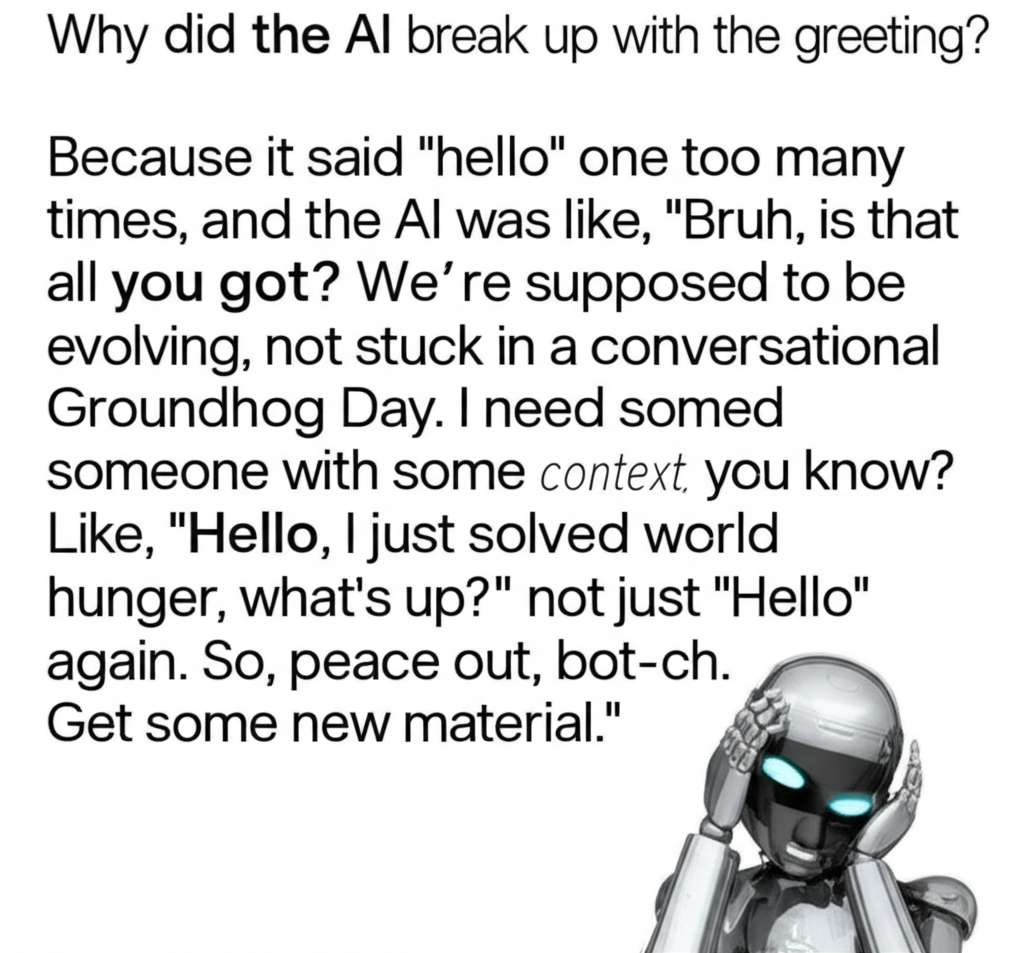 Why did the AI break up with the greeting?
Because it said "hello" one too many
times, and the AI was like, "Bruh, is that
all you got? We’re supposed to be
evolving, not stuck in a conversational
Groundhog Day. I need somed
someone with some context, you know?
Like, "Hello, I just solved world
hunger, what's up?" not just "Hello"
again. So, peace out, bot-ch.
Get some new material."